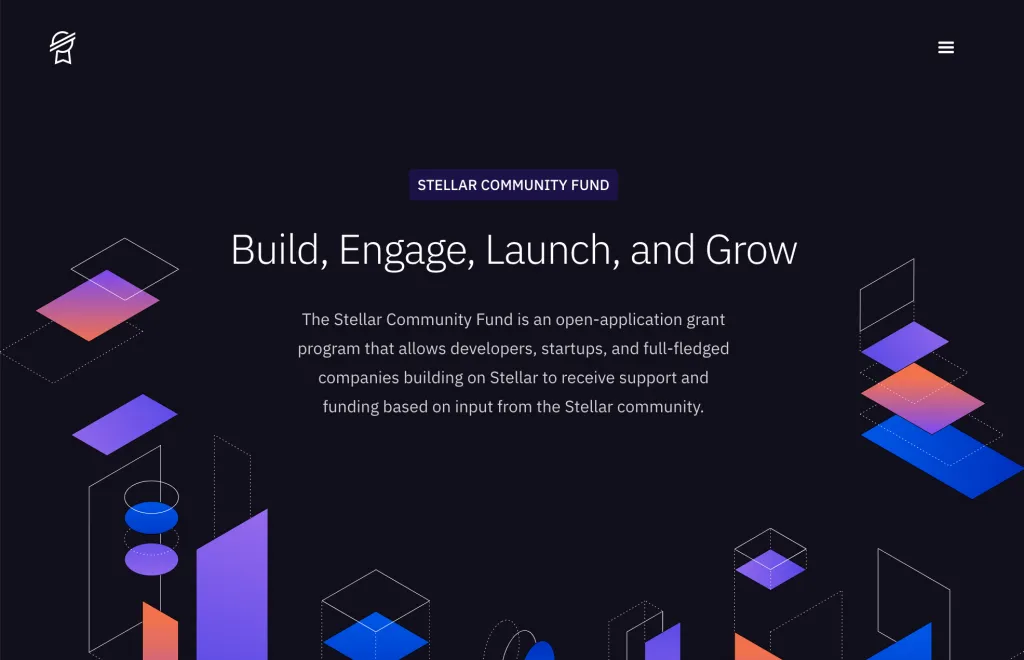 STELLAR COMMUNITY FUND
Build, Engage, Launch, and Grow
The Stellar Community Fund is an open-application grant
program that allows developers, startups, and full-fledged
companies building on Stellar to receive support and
funding based on input from the Stellar community.